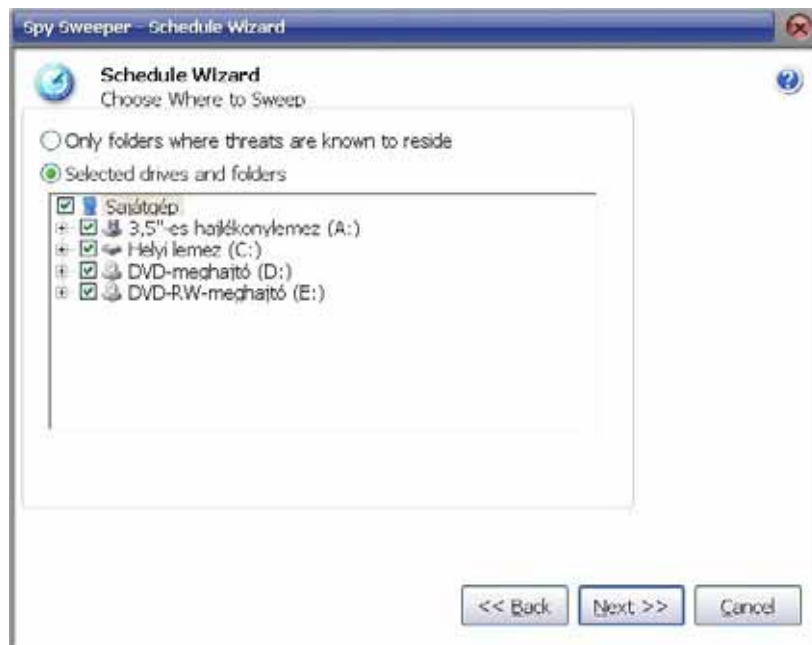 Spy Sweeper - Schedule Wizard
Schedule Wizard
Choose Where to Sweep
Only folders where threats are known to reside
Selected drives and folders
Sajátgép
3,5"-es hajlékonylemez (A:)
Helyi lemez (C:)
DVD-meghajtó (D:)
DVD-RW-meghajtó (E:)
<< Back
Next >>
Cancel